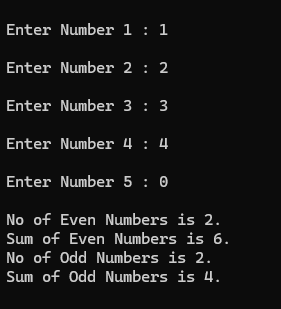 Enter Number 1 : 1
Enter Number 2 : 2
Enter Number 3 : 3
Enter Number 4 : 4
Enter Number 5 : 0
No of Even Numbers is 2.
Sum of Even Numbers is 6.
No of Odd Numbers is 2.
Sum of Odd Numbers is 4.